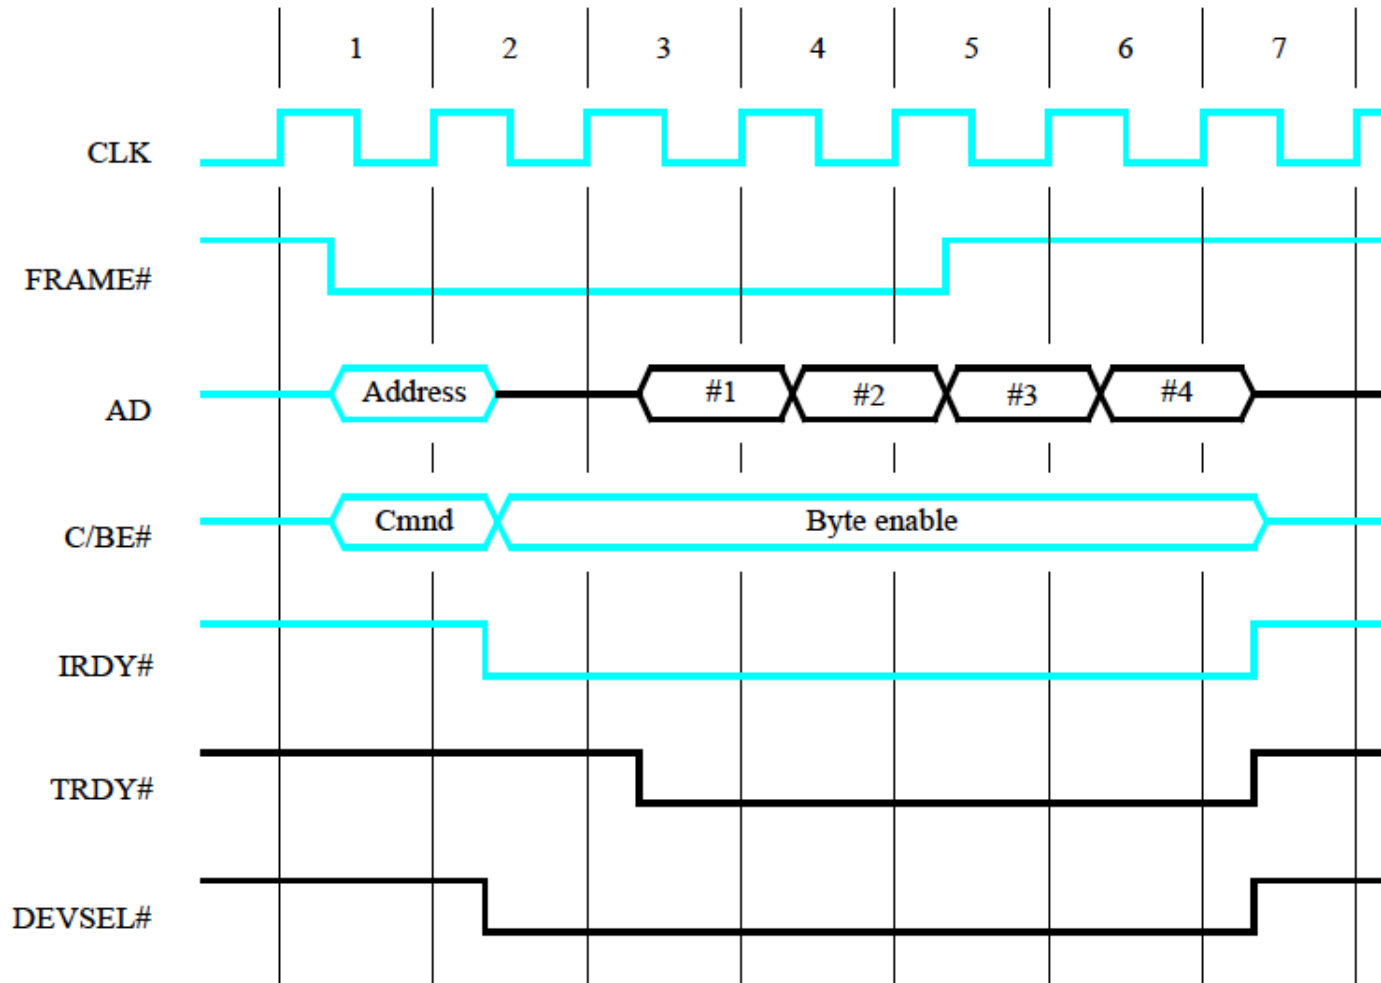 1 2 3 4 5 6 7
CLK
FRAME#
AD Address #1 #2 #3 #4
C/BE# Cmnd Byte enable
IRDY#
TRDY#
DEVSEL#